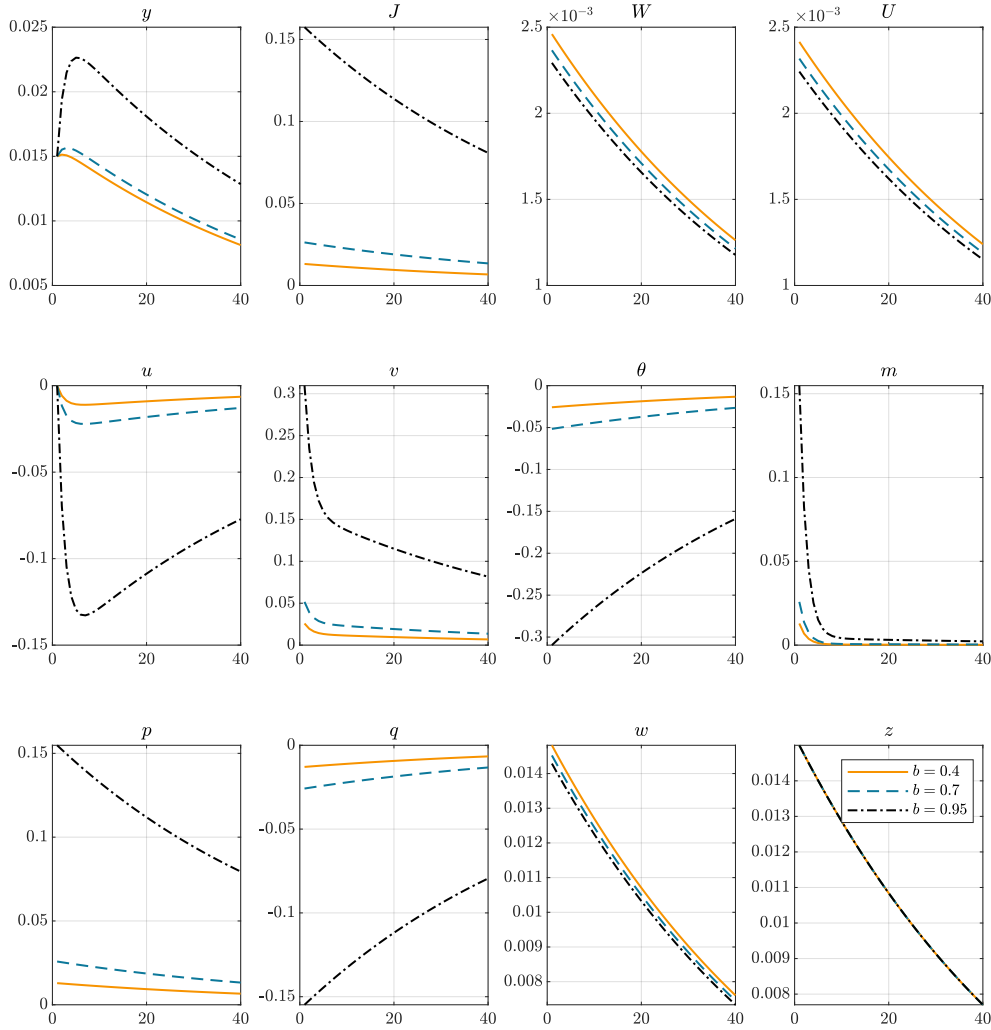 y
0.025
0.02
0.015
0.01
0.005
0 20 40
J
0.15
0.1
0.05
0
0 20 40
W
×10⁻³
2.5
2
1.5
1
0 20 40
U
×10⁻³
2.5
2
1.5
1
0 20 40
u
0
-0.05
-0.1
-0.15
0 20 40
v
0.3
0.25
0.2
0.15
0.1
0.05
0
0 20 40
θ
0
-0.05
-0.1
-0.15
-0.2
-0.25
-0.3
0 20 40
m
0.15
0.1
0.05
0
0 20 40
p
0.15
0.1
0.05
0
0 20 40
q
0
-0.05
-0.1
-0.15
0 20 40
w
0.014
0.013
0.012
0.011
0.01
0.009
0.008
0 20 40
z
0.014
0.013
0.012
0.011
0.01
0.009
0.008
0 20 40
b = 0.4
b = 0.7
b = 0.95